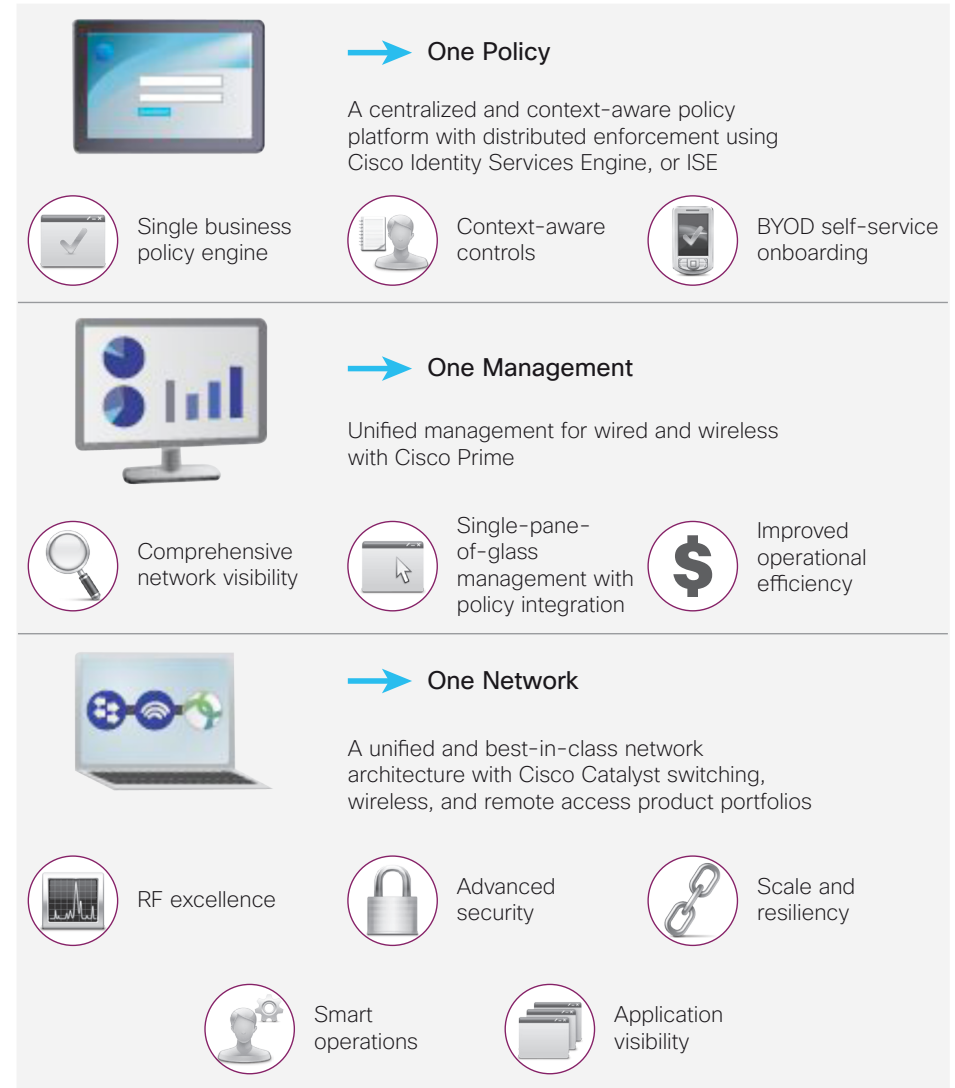 One Policy
A centralized and context-aware policy
platform with distributed enforcement using
Cisco Identity Services Engine, or ISE
Single business
policy engine
Context-aware
controls
BYOD self-service
onboarding
One Management
Unified management for wired and wireless
with Cisco Prime
Comprehensive
network visibility
Single-pane-
of-glass
management with
policy integration
$
Improved
operational
efficiency
One Network
A unified and best-in-class network
architecture with Cisco Catalyst switching,
wireless, and remote access product portfolios
RF excellence
Advanced
security
Scale and
resiliency
Smart
operations
Application
visibility